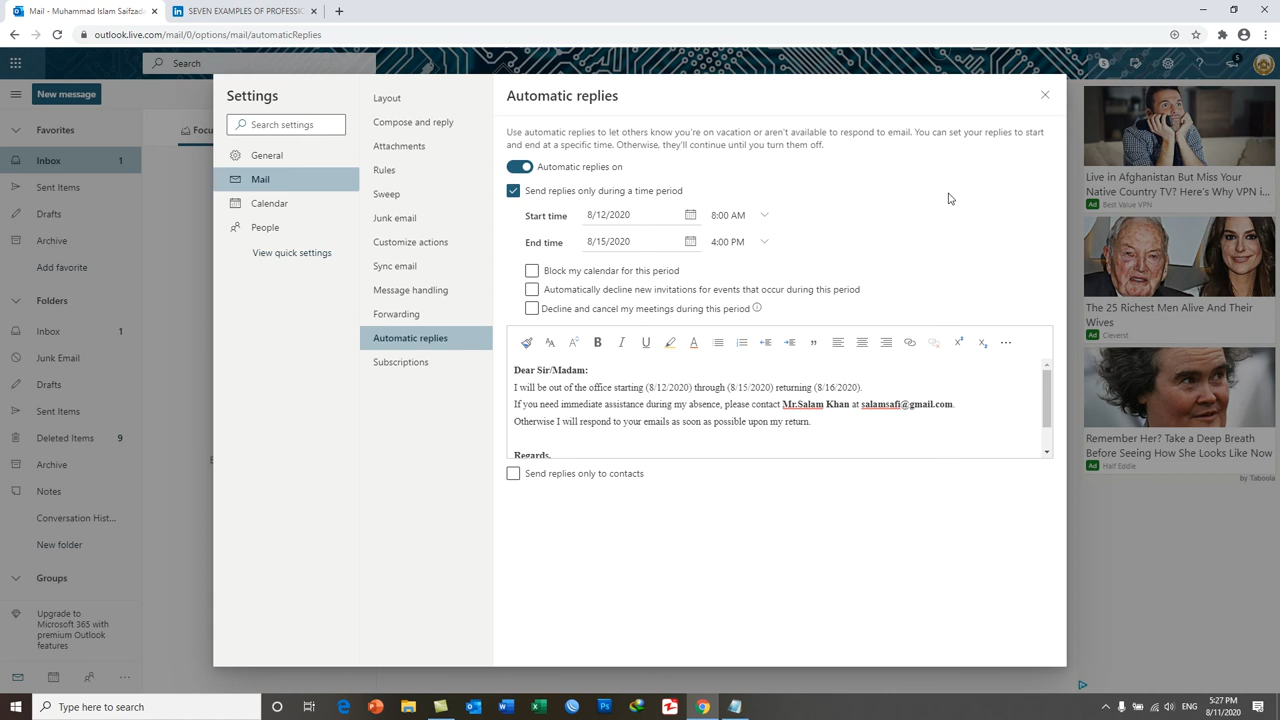 Mail - Muhammad Islam Saifzada
SEVEN EXAMPLES OF PROFESSIC
outlook.live.com/mail/0/options/mail/automaticReplies
Search
5
New message
Favorites
Inbox 1
Sent Items
Drafts
Archive
Add favorite
Folders
Inbox 1
Junk Email
Drafts
Sent Items
Deleted Items 9
Archive
Notes
Conversation Hist...
New folder
Groups
Upgrade to
Microsoft 365 with
premium Outlook
features
Focu
Settings
Search settings
General
Mail
Calendar
People
View quick settings
Layout
Compose and reply
Attachments
Rules
Sweep
Junk email
Customize actions
Sync email
Message handling
Forwarding
Automatic replies
Subscriptions
Automatic replies
Use automatic replies to let others know you're on vacation or aren't available to respond to email. You can set your replies to start
and end at a specific time. Otherwise, they'll continue until you turn them off.
Automatic replies on
Send replies only during a time period
Start time 8/12/2020 8:00 AM
End time 8/15/2020 4:00 PM
Block my calendar for this period
Automatically decline new invitations for events that occur during this period
Decline and cancel my meetings during this period
Dear Sir/Madam:
I will be out of the office starting (8/12/2020) through (8/15/2020) returning (8/16/2020).
If you need immediate assistance during my absence, please contact Mr.Salam Khan at salamsafi@gmail.com.
Otherwise I will respond to your emails as soon as possible upon my return.
Regards,
Send replies only to contacts
Live in Afghanistan But Miss Your
Native Country TV? Here's Why VPN i...
Ad Best Value VPN
The 25 Richest Men Alive And Their
Wives
Ad Cleverst
Remember Her? Take a Deep Breath
Before Seeing How She Looks Like Now
Ad Half Eddie
by Taboola
Type here to search
ENG
5:27 PM
8/11/2020